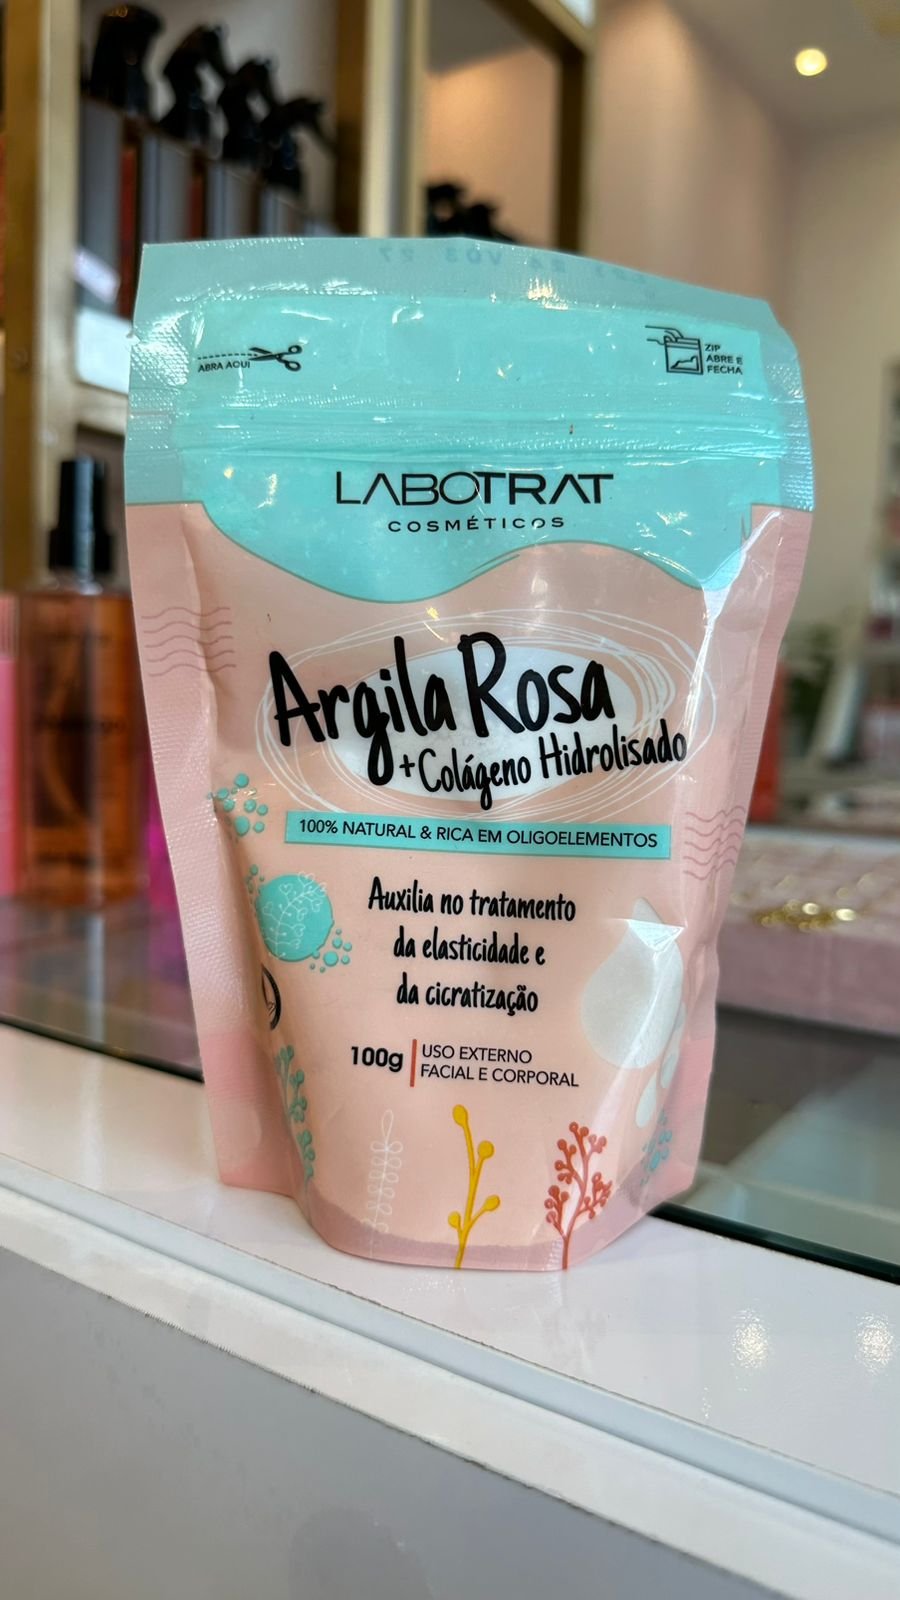 ABRA AQUI
ZIP
ABRE E
FECHA
LABOTRAT
COSMÉTICOS
Argila Rosa
+Colágeno Hidrolisado
100% NATURAL & RICA EM OLIGOELEMENTOS
Auxilia no tratamento
da elasticidade e
da cicratização
100g
USO EXTERNO
FACIAL E CORPORAL